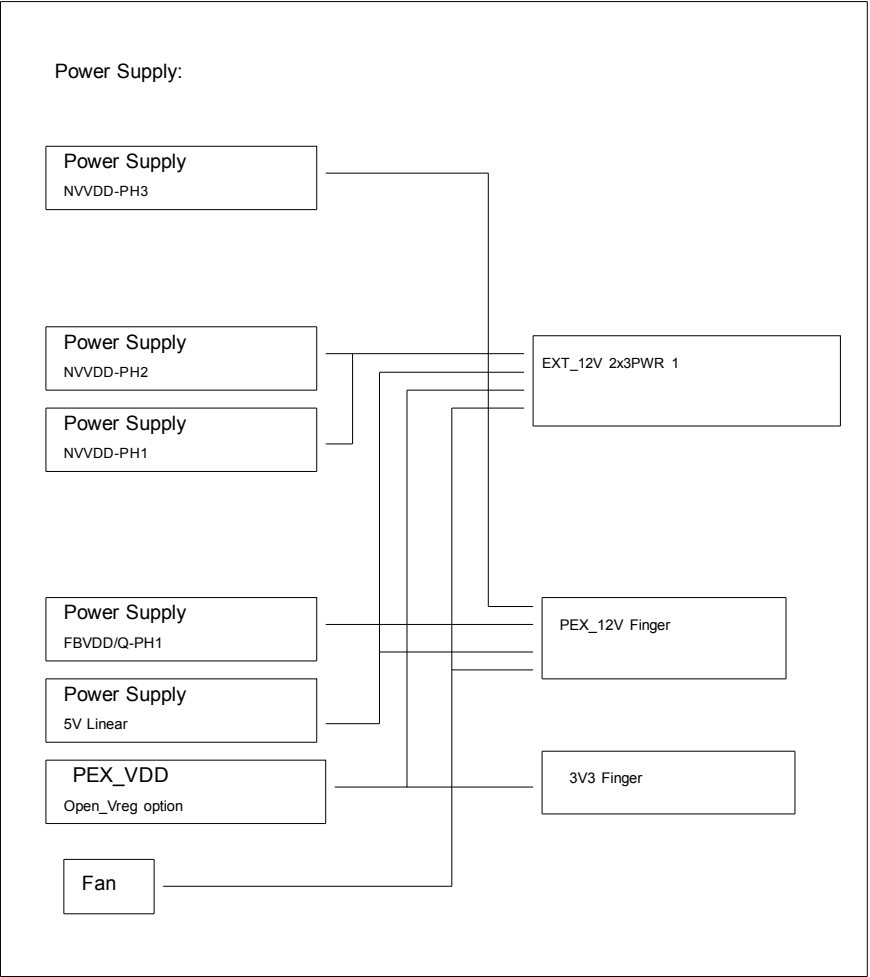 Power Supply:
Power Supply
NVVDD-PH3
Power Supply
NVVDD-PH2
EXT_12V 2x3PWR 1
Power Supply
NVVDD-PH1
Power Supply
FBVDD/Q-PH1
PEX_12V Finger
Power Supply
5V Linear
PEX_VDD
Open_Vreg option
3V3 Finger
Fan